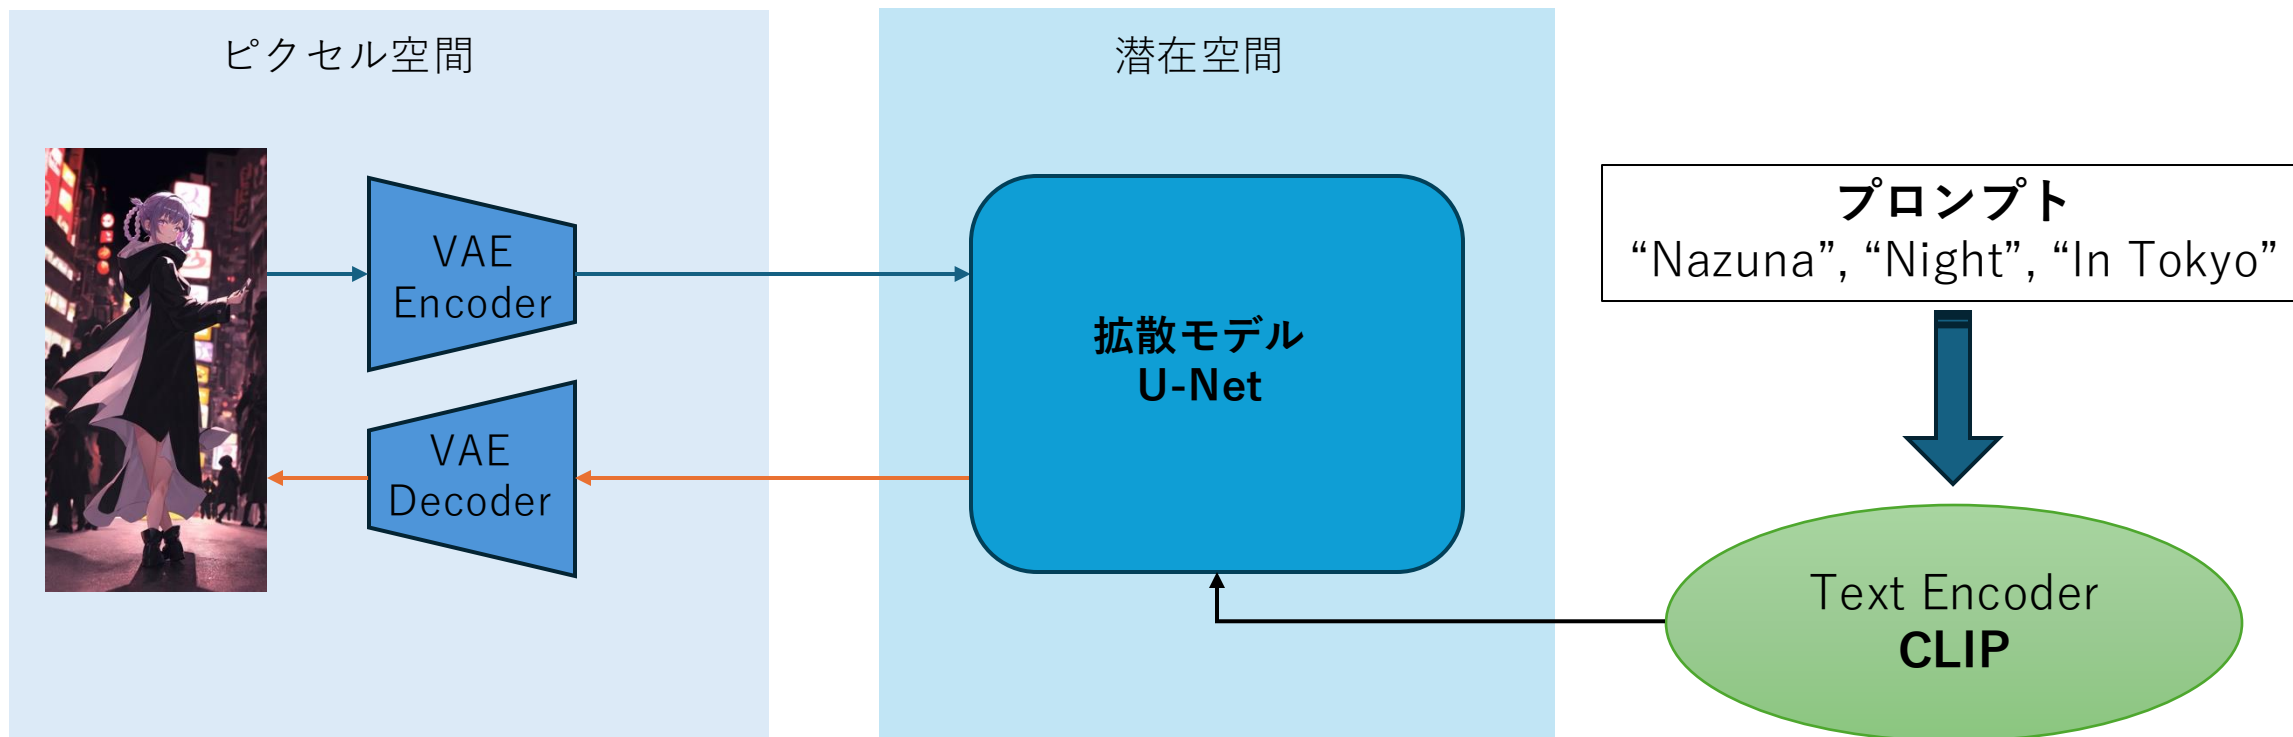 ピクセル空間
潜在空間
VAE
Encoder
VAE
Decoder
拡散モデル
U-Net
プロンプト
“Nazuna”, “Night”, “In Tokyo”
Text Encoder
CLIP